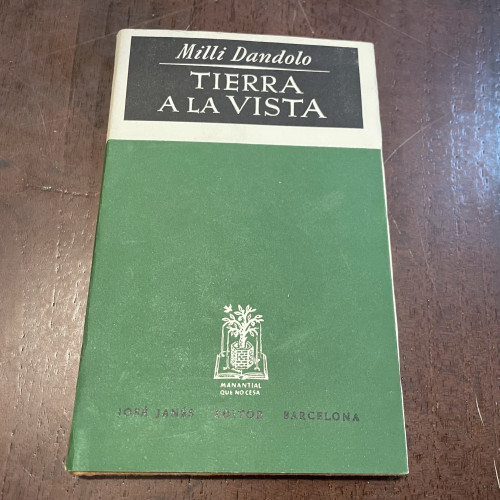 Milli Dandolo
TIERRA
A LA VISTA
MANANTIAL
QUE NO CESA
JOSÉ JANÉS EDITOR BARCELONA